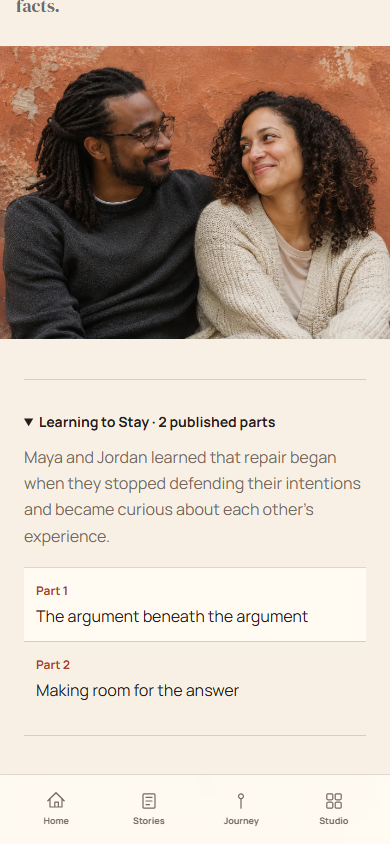 facts.
▼ Learning to Stay · 2 published parts
Maya and Jordan learned that repair began
when they stopped defending their intentions
and became curious about each other's
experience.
Part 1
The argument beneath the argument
Part 2
Making room for the answer
Home
Stories
Journey
Studio